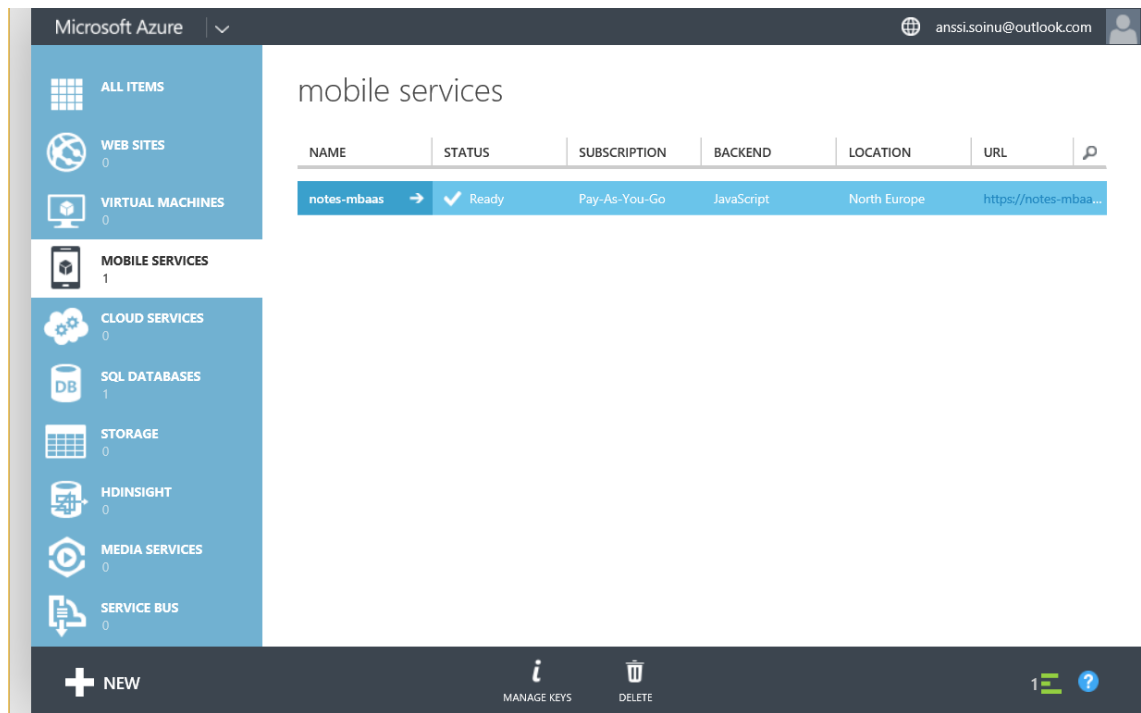 Microsoft Azure
anssi.soinu@outlook.com
ALL ITEMS
WEB SITES
0
VIRTUAL MACHINES
0
MOBILE SERVICES
1
CLOUD SERVICES
0
SQL DATABASES
1
DB
STORAGE
0
HDINSIGHT
0
MEDIA SERVICES
0
SERVICE BUS
0
mobile services
NAME STATUS SUBSCRIPTION BACKEND LOCATION URL
notes-mbaas Ready Pay-As-You-Go JavaScript North Europe https://notes-mbaa...
NEW
MANAGE KEYS
DELETE
1
?